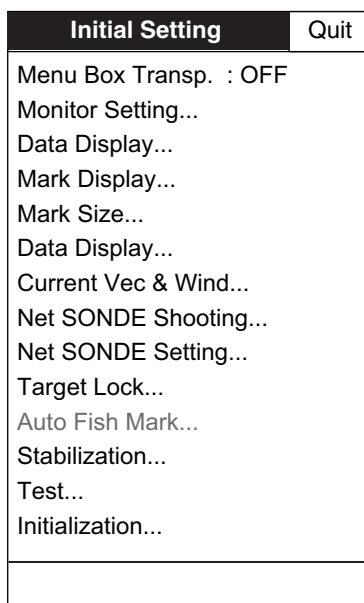 Initial Setting Quit
Menu Box Transp. : OFF
Monitor Setting...
Data Display...
Mark Display...
Mark Size...
Data Display...
Current Vec & Wind...
Net SONDE Shooting...
Net SONDE Setting...
Target Lock...
Auto Fish Mark...
Stabilization...
Test...
Initialization...